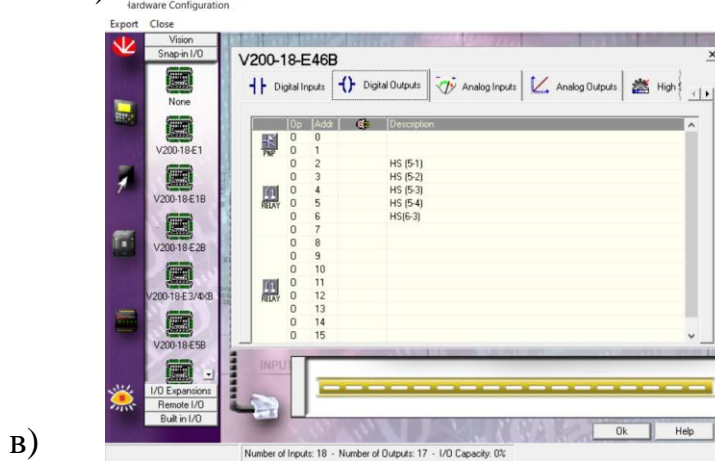 Hardware Configuration
Export Close
Vision
Snap-in I/O
None
V200-18-E1
V200-18-E1B
V200-18-E2B
V200-18-E3/4XB
V200-18-E5B
I/O Expansions
Remote I/O
Built in I/O
V200-18-E46B
Digital Inputs Digital Outputs Analog Inputs Analog Outputs High
Op Addr Description
PNP
O 0
O 1
O 2 HS (5-1)
O 3 HS (5-2)
RELAY
O 4 HS (5-3)
O 5 HS (5-4)
O 6 HS(6-3)
O 7
O 8
O 9
O 10
RELAY
O 11
O 12
O 13
O 14
O 15
INPUT
Ok Help
Number of Inputs: 18 - Number of Outputs: 17 - I/O Capacity: 0%
в)